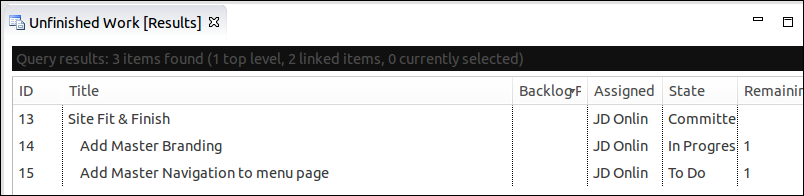 Unfinished Work [Results]
Query results: 3 items found (1 top level, 2 linked items, 0 currently selected)
ID Title Backlog F Assigned State Remainin
13 Site Fit & Finish JD Onlin Committe
14 Add Master Branding JD Onlin In Progres 1
15 Add Master Navigation to menu page JD Onlin To Do 1